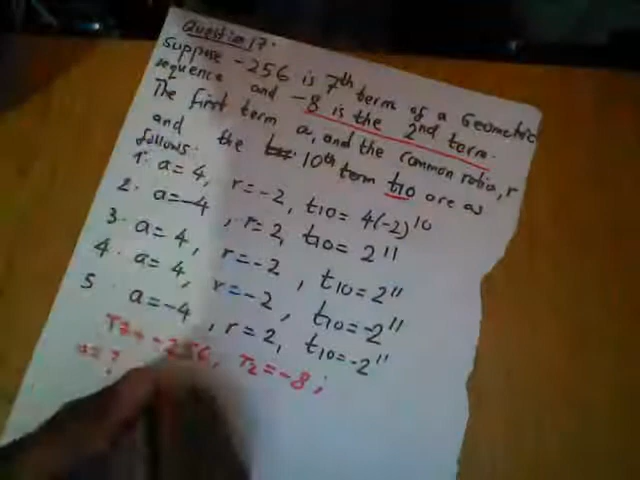 Question 17.
Suppose -256 is 7th term of a Geometric
sequence and -8 is the 2nd term.
The first term a, and the common ratio, r
and the 10th term t10 are as
follows.
1. a=4, r=-2, t10= 4(-2)^10
2. a=-4, r=2, t10= 2^11
3. a=4, r=-2, t10= 2^11
4. a=4, r=-2, t10=-2^11
5. a=-4, r=2, t10=-2^11
T7=-256, T2=-8;
a=?